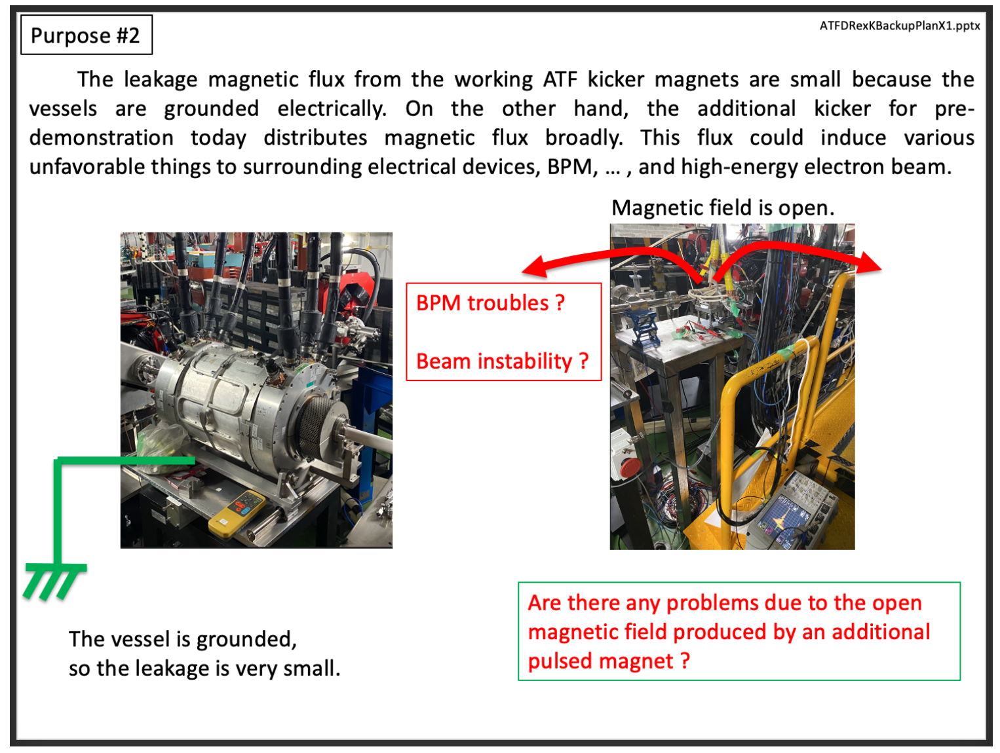 Purpose #2
ATFDRexKBackupPlanX1.pptx
The leakage magnetic flux from the working ATF kicker magnets are small because the
vessels are grounded electrically. On the other hand, the additional kicker for pre-
demonstration today distributes magnetic flux broadly. This flux could induce various
unfavorable things to surrounding electrical devices, BPM, … , and high-energy electron beam.
Magnetic field is open.
BPM troubles ?
Beam instability ?
The vessel is grounded,
so the leakage is very small.
Are there any problems due to the open
magnetic field produced by an additional
pulsed magnet ?